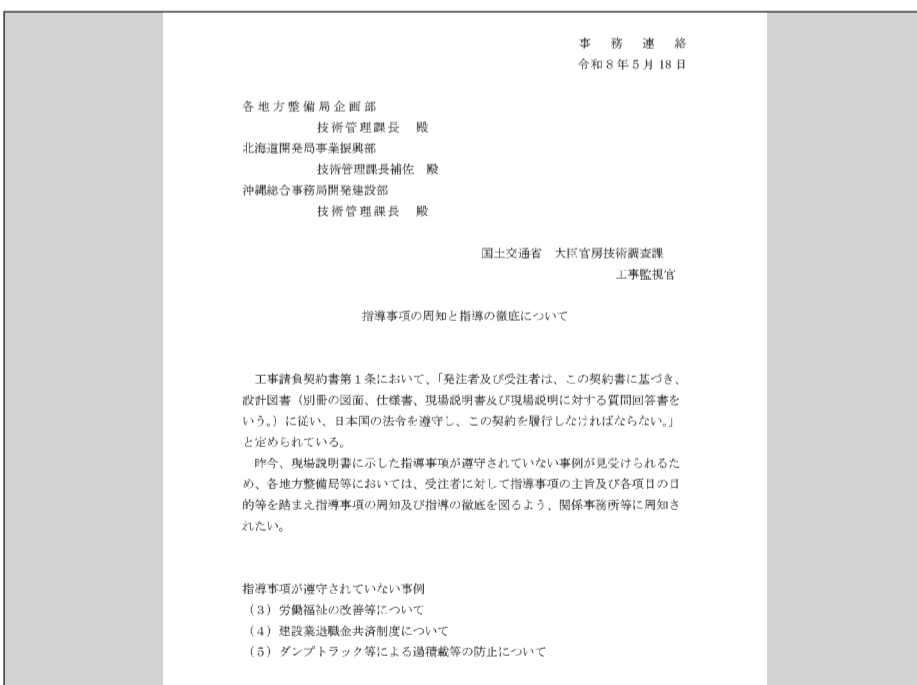 事　務　連　絡
令和８年５月 18 日
各地方整備局企画部
技術管理課長　殿
北海道開発局事業振興部
技術管理課長補佐　殿
沖縄総合事務局開発建設部
技術管理課長　殿
国土交通省　大臣官房技術調査課
工事監視官
指導事項の周知と指導の徹底について
工事請負契約書第１条において、「発注者及び受注者は、この契約書に基づき、
設計図書（別冊の図面、仕様書、現場説明書及び現場説明に対する質問回答書を
いう。）に従い、日本国の法令を遵守し、この契約を履行しなければならない。」
と定められている。
昨今、現場説明書に示した指導事項が遵守されていない事例が見受けられるた
め、各地方整備局等においては、受注者に対して指導事項の主旨及び各項目の目
的等を踏まえ指導事項の周知及び指導の徹底を図るよう、関係事務所等に周知さ
れたい。
指導事項が遵守されていない事例
（３）労働福祉の改善等について
（４）建設業退職金共済制度について
（５）ダンプトラック等による過積載等の防止について